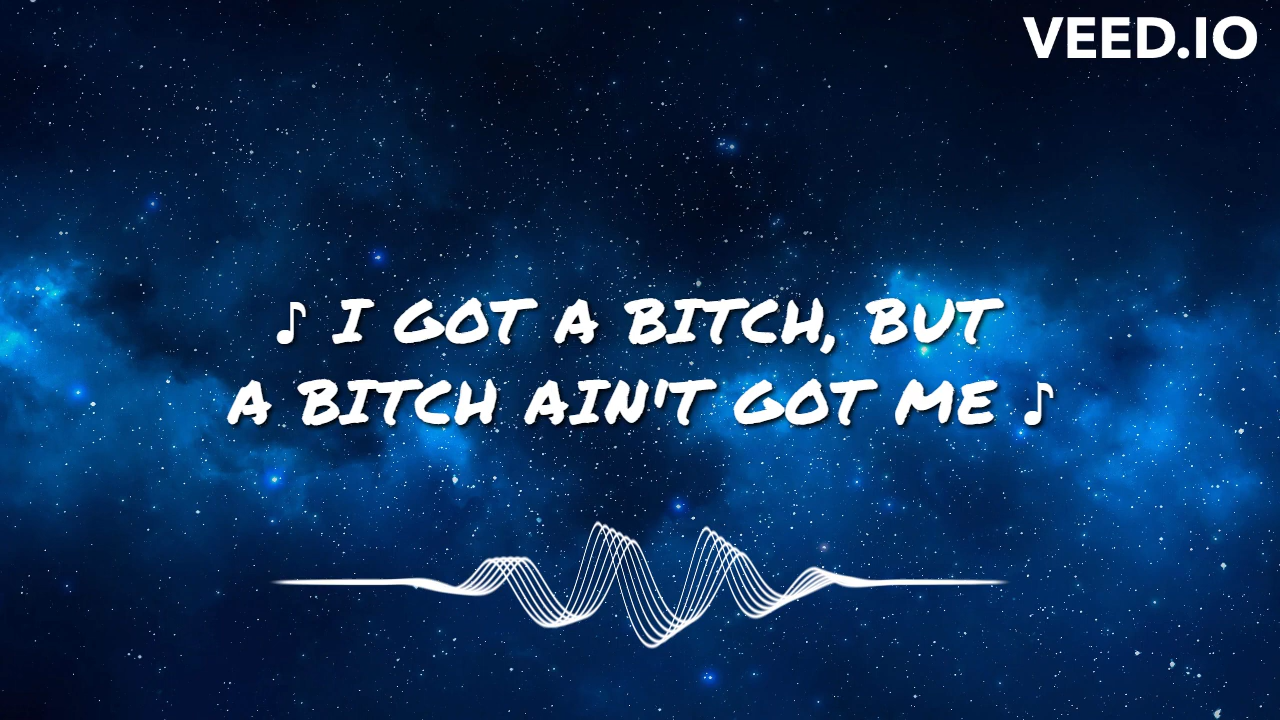 VEED.IO
♪ I GOT A BITCH, BUT
A BITCH AIN'T GOT ME ♪